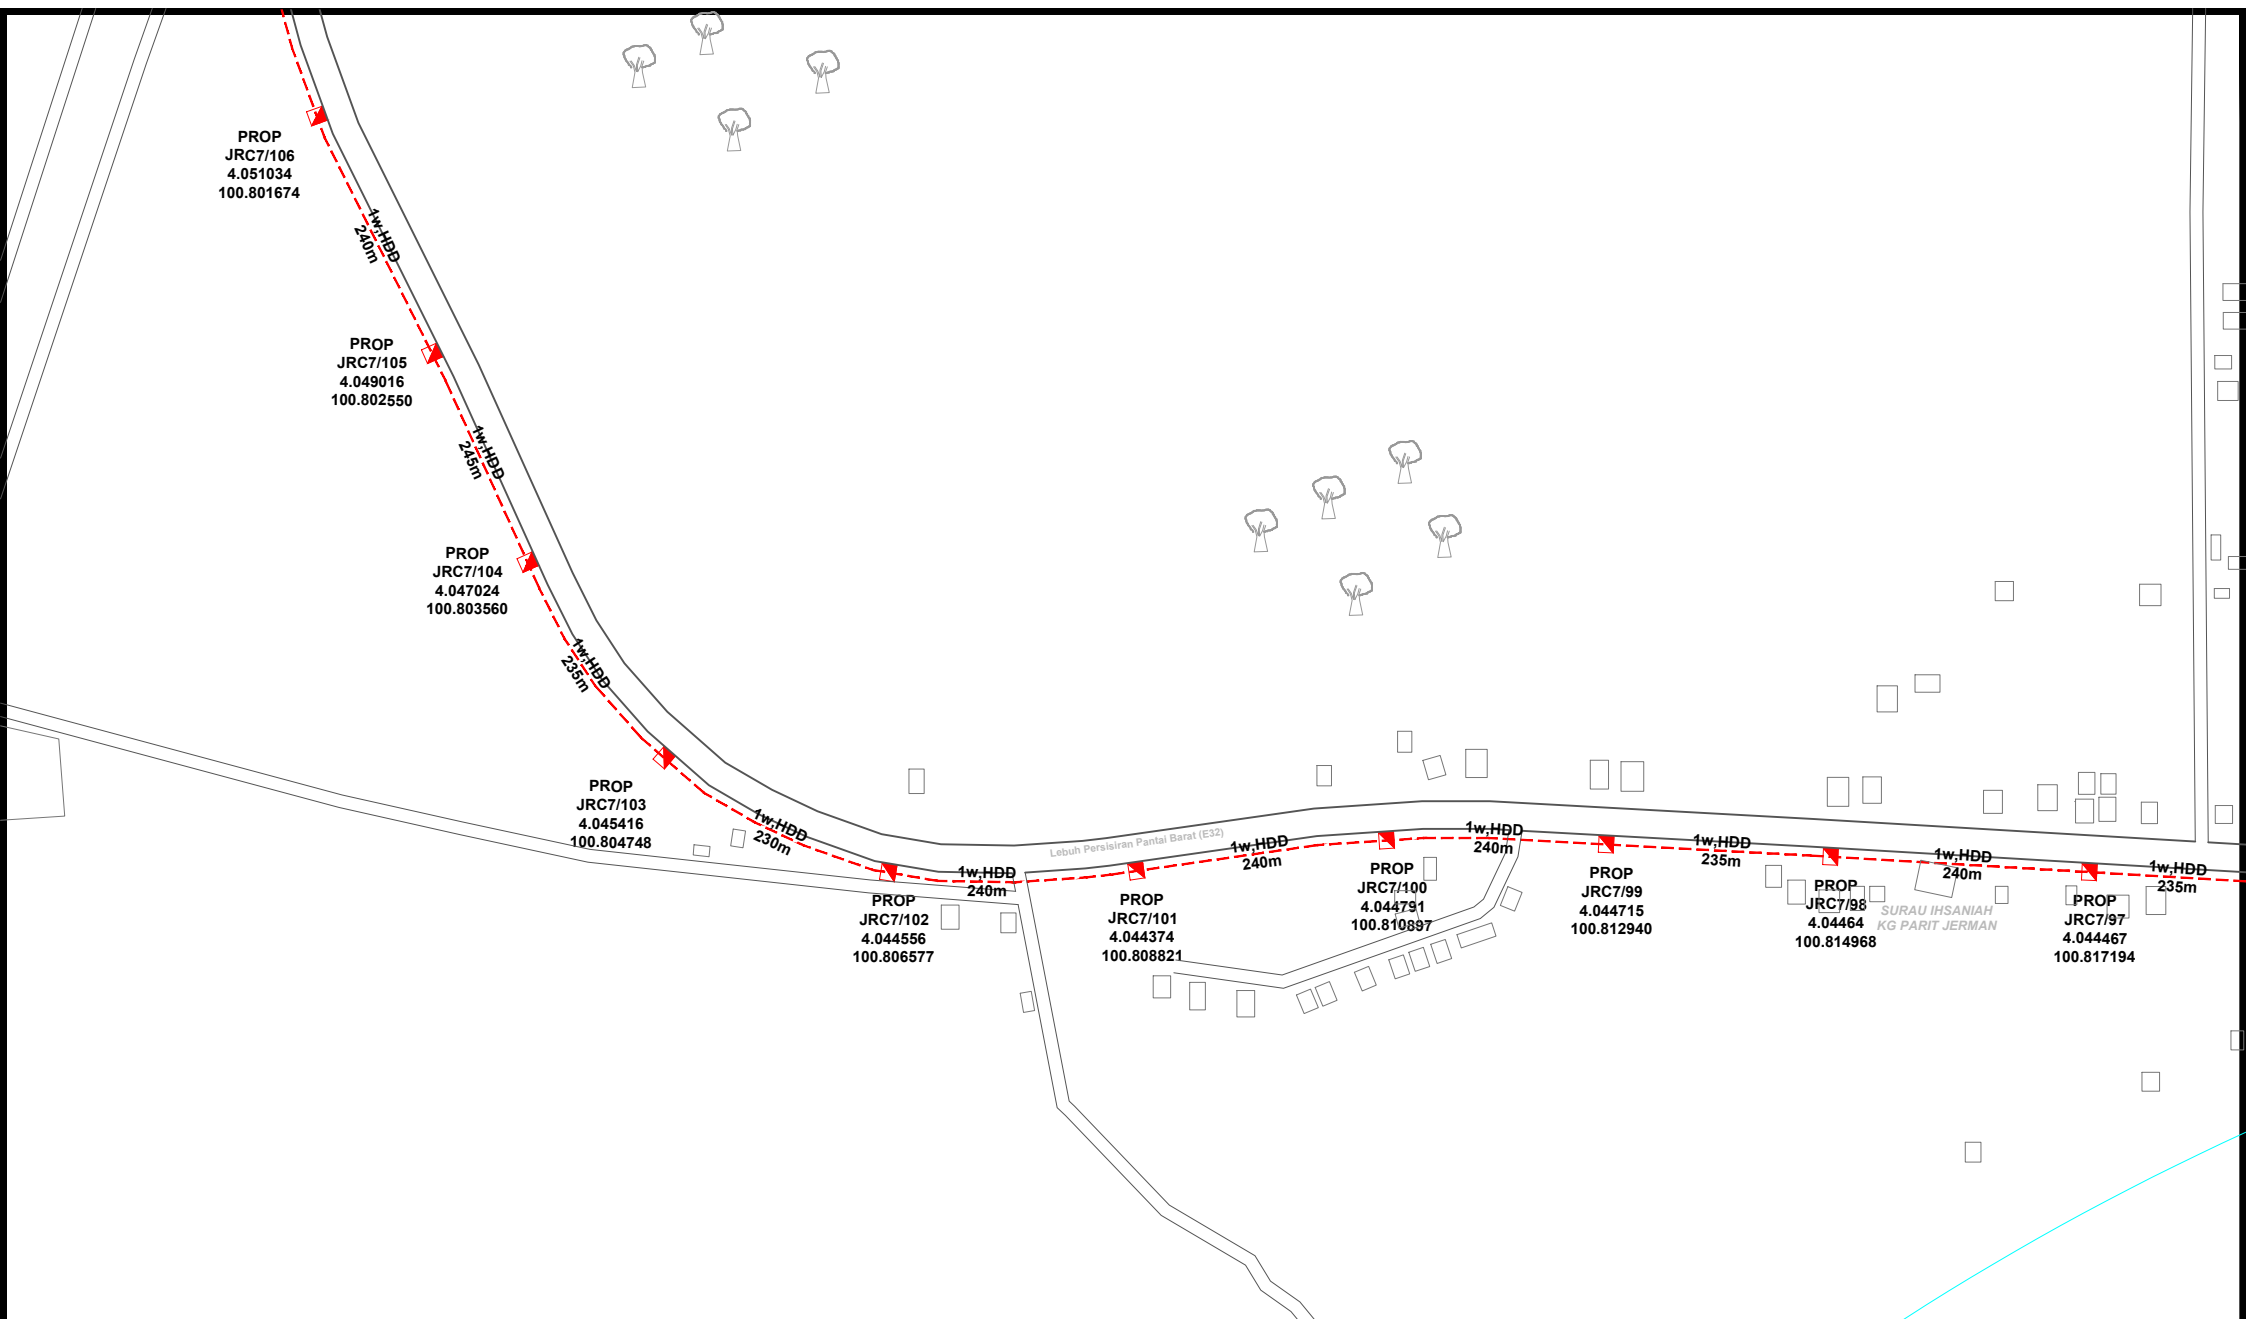 PROP
JRC7/106
4.051034
100.801674
1w,HDD
240m
PROP
JRC7/105
4.049016
100.802550
1w,HDD
245m
PROP
JRC7/104
4.047024
100.803560
1w,HDD
235m
PROP
JRC7/103
4.045416
100.804748
1w,HDD
230m
PROP
JRC7/102
4.044556
100.806577
1w,HDD
240m
Lebuh Persisiran Pantai Barat (E32)
PROP
JRC7/101
4.044374
100.808821
1w,HDD
240m
PROP
JRC7/100
4.044791
100.810897
1w,HDD
240m
PROP
JRC7/99
4.044715
100.812940
1w,HDD
235m
PROP
JRC7/98
4.04464
100.814968
1w,HDD
240m
SURAU IHSANIAH
KG PARIT JERMAN
PROP
JRC7/97
4.044467
100.817194
1w,HDD
235m